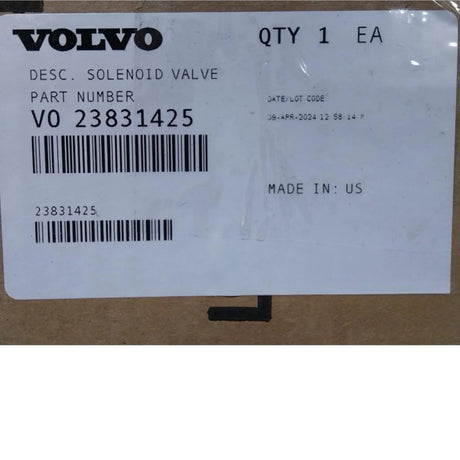 VOLVO
QTY 1 EA
DESC. SOLENOID VALVE
PART NUMBER
VO 23831425
DATE/LOT CODE
09-APR-2024 12:58:14
MADE IN: US
23831425